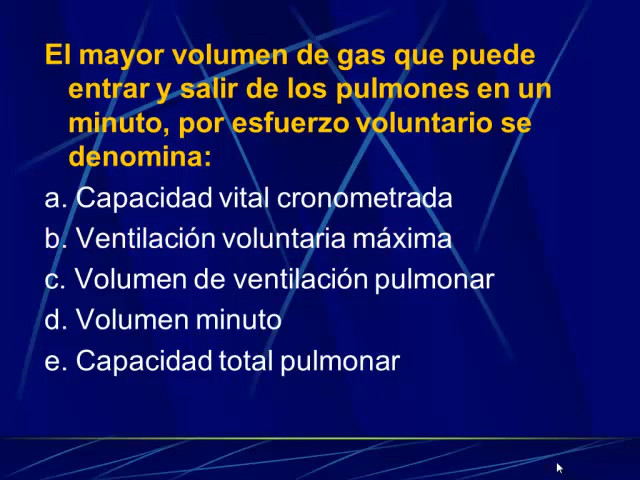 El mayor volumen de gas que puede
entrar y salir de los pulmones en un
minuto, por esfuerzo voluntario se
denomina:
a. Capacidad vital cronometrada
b. Ventilación voluntaria máxima
c. Volumen de ventilación pulmonar
d. Volumen minuto
e. Capacidad total pulmonar